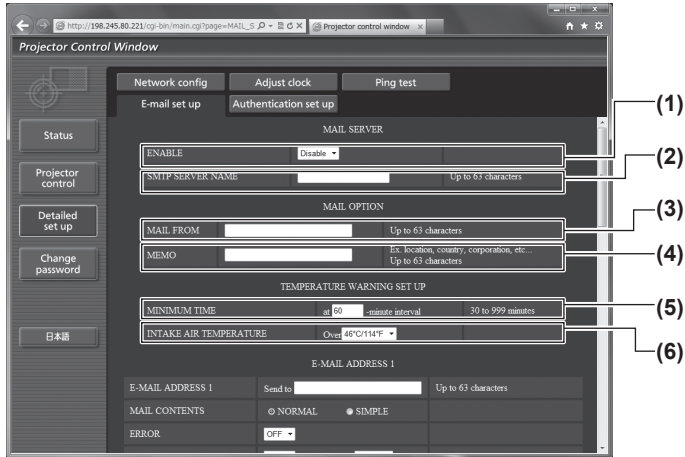 http://198.245.80.221/cgi-bin/main.cgi?page=MAIL_S
Projector control window
Projector Control Window
Network config Adjust clock Ping test
E-mail set up Authentication set up
Status
Projector control
Detailed set up
Change password
日本語
MAIL SERVER
ENABLE Disable (1)
SMTP SERVER NAME Up to 63 characters (2)
MAIL OPTION
MAIL FROM Up to 63 characters (3)
MEMO Ex. location, country, corporation, etc...
Up to 63 characters (4)
TEMPERATURE WARNING SET UP
MINIMUM TIME at 60 -minute interval 30 to 999 minutes (5)
INTAKE AIR TEMPERATURE Over 46°C/114°F (6)
E-MAIL ADDRESS 1
E-MAIL ADDRESS 1 Send to Up to 63 characters
MAIL CONTENTS NORMAL SIMPLE
ERROR OFF